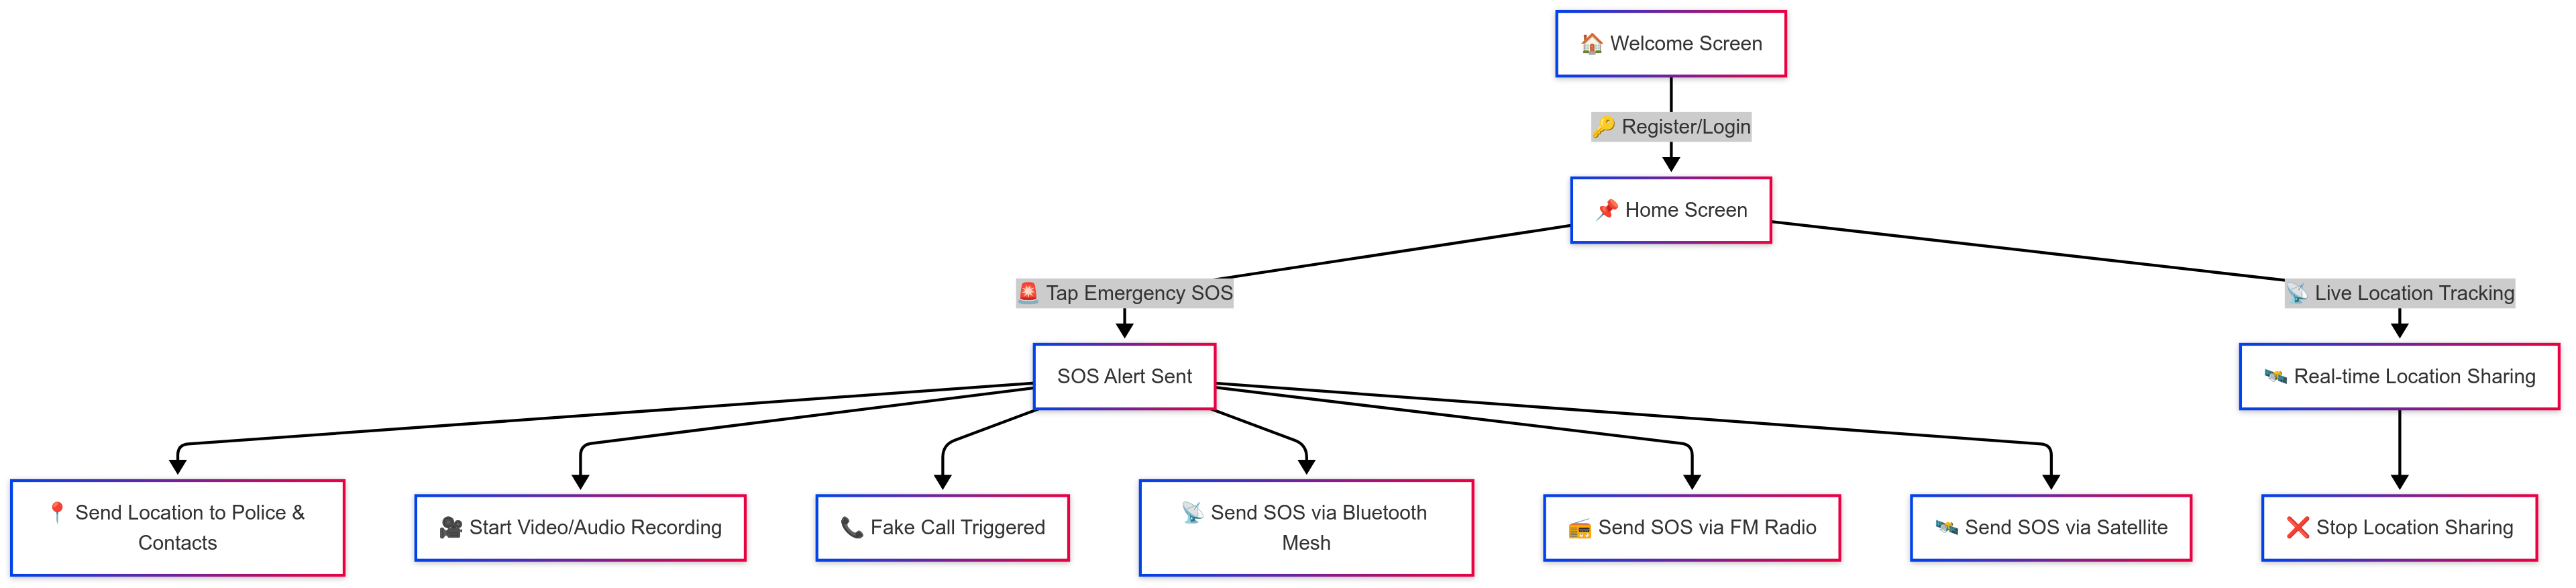 🏠 Welcome Screen
🔑 Register/Login
📌 Home Screen
🚨 Tap Emergency SOS
📡 Live Location Tracking
SOS Alert Sent
🛰️ Real-time Location Sharing
📍 Send Location to Police &
Contacts
🎥 Start Video/Audio Recording
📞 Fake Call Triggered
📡 Send SOS via Bluetooth
Mesh
📻 Send SOS via FM Radio
🛰️ Send SOS via Satellite
❌ Stop Location Sharing